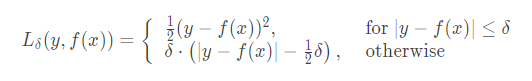 L_δ(y, f(x)) = { ½(y − f(x))², for |y − f(x)| ≤ δ
δ · (|y − f(x)| − ½δ), otherwise